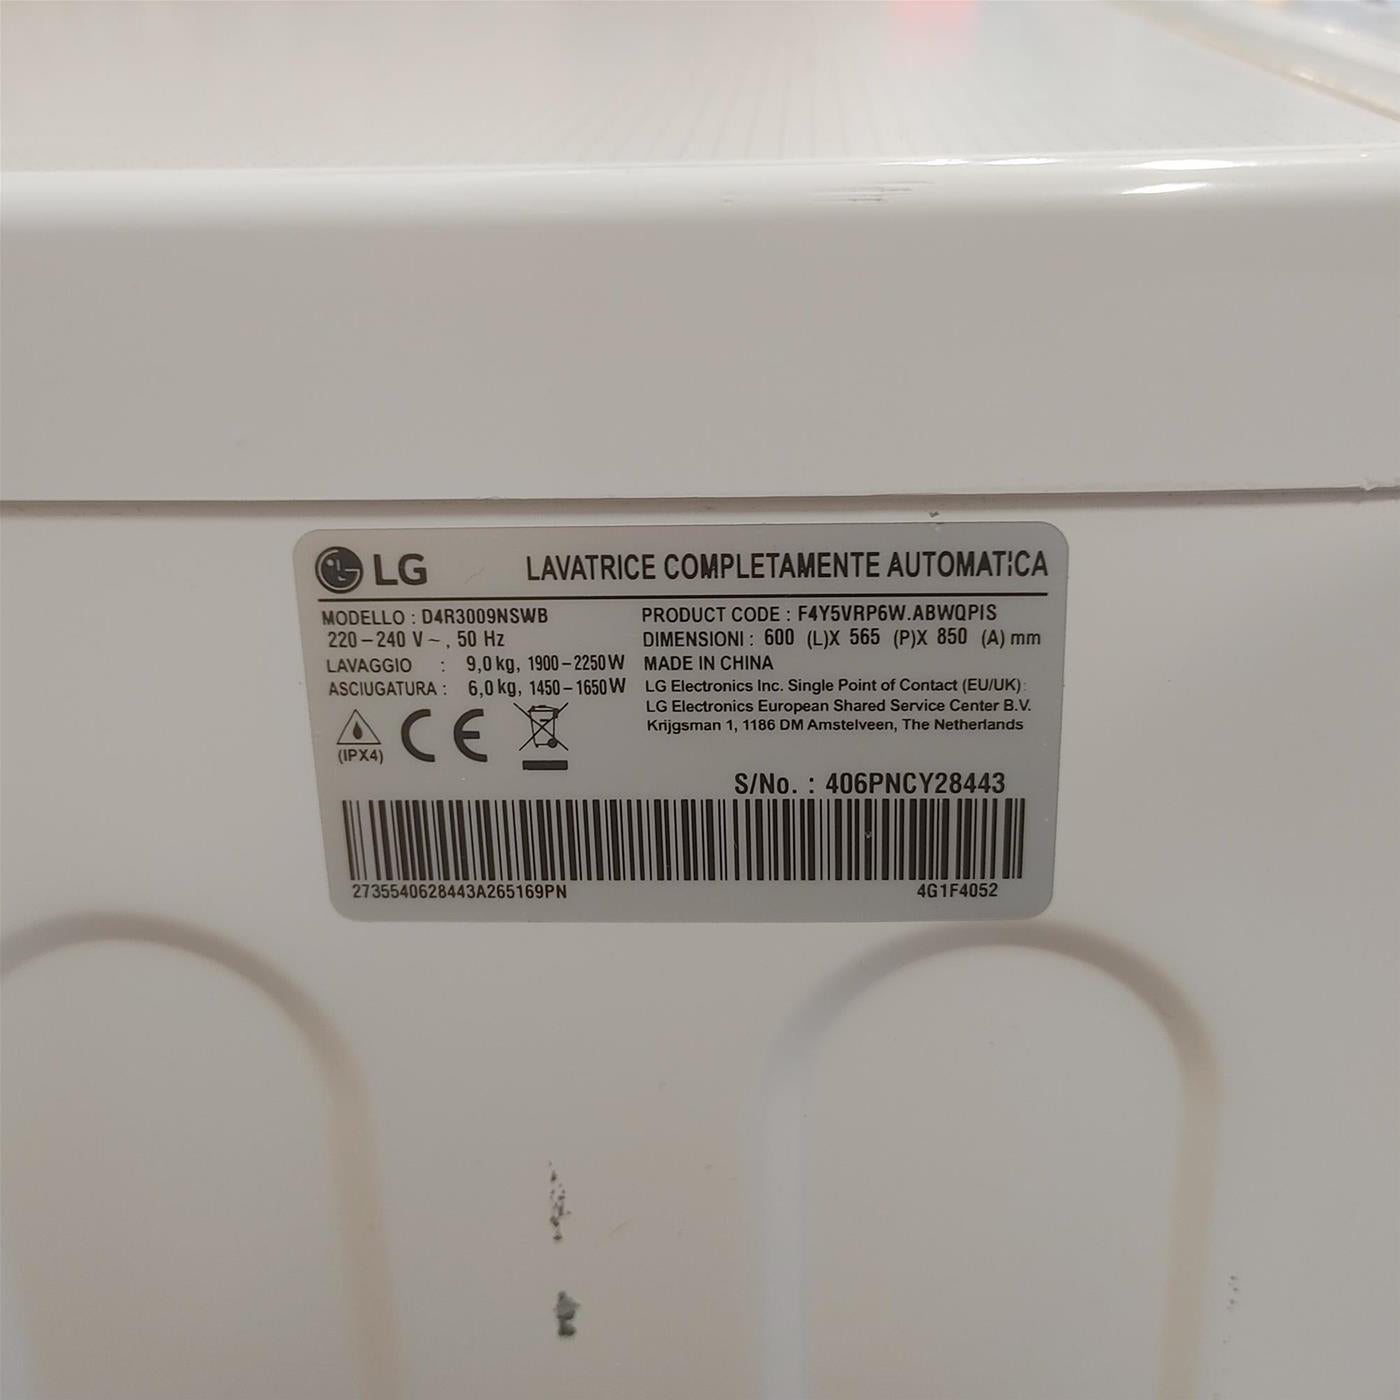 LG LAVATRICE COMPLETAMENTE AUTOMATICA
MODELLO : D4R3009NSWB
220-240 V ~, 50 Hz
LAVAGGIO : 9,0 kg, 1900-2250 W
ASCIUGATURA : 6,0 kg, 1450-1650 W
(IPX4)
CE
PRODUCT CODE : F4Y5VRP6W.ABWQPIS
DIMENSIONI : 600 (L)X 565 (P)X 850 (A) mm
MADE IN CHINA
LG Electronics Inc. Single Point of Contact (EU/UK):
LG Electronics European Shared Service Center B.V.
Krijgsman 1, 1186 DM Amstelveen, The Netherlands
S/No. : 406PNCY28443
2735540628443A265169PN 4G1F4052